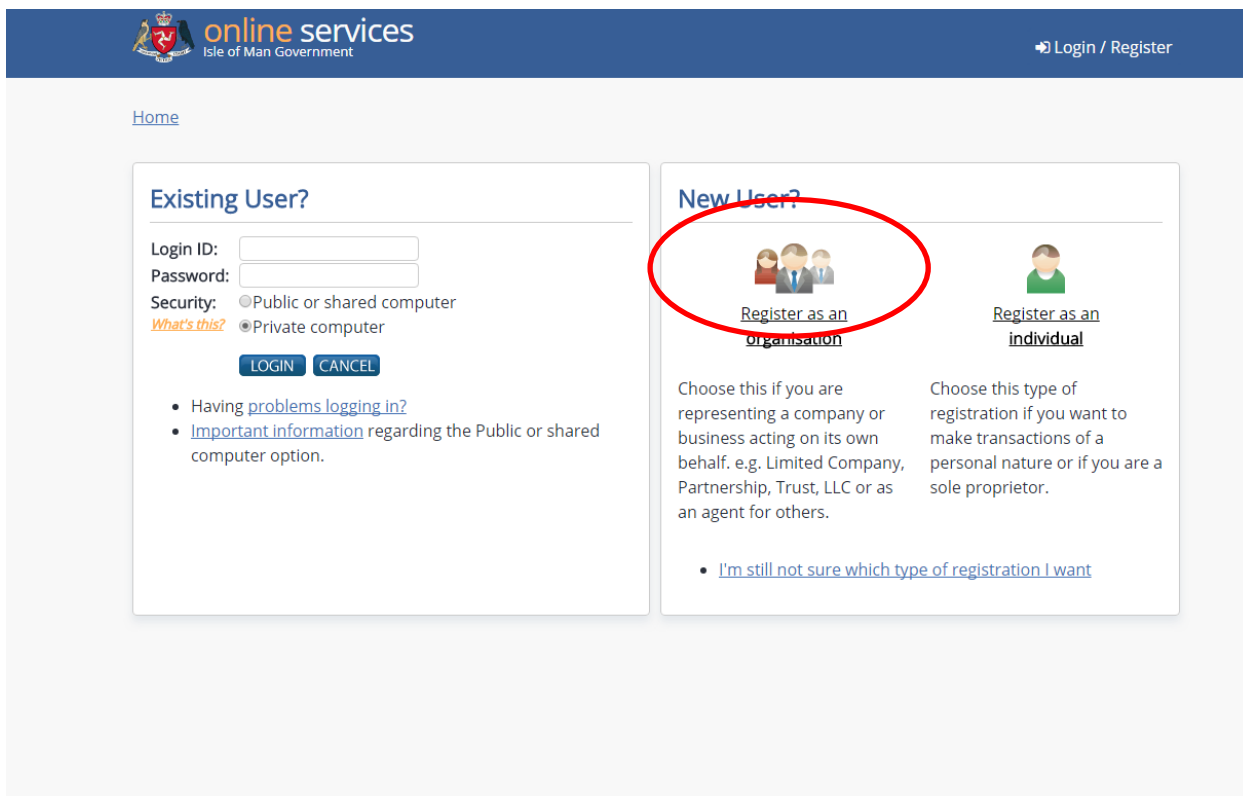 online services
Isle of Man Government
Login / Register
Home
Existing User?
Login ID:
Password:
Security: Public or shared computer
What's this? Private computer
LOGIN CANCEL
Having problems logging in?
Important information regarding the Public or shared
computer option.
New User?
Register as an
organisation
Choose this if you are
representing a company or
business acting on its own
behalf. e.g. Limited Company,
Partnership, Trust, LLC or as
an agent for others.
Register as an
individual
Choose this type of
registration if you want to
make transactions of a
personal nature or if you are a
sole proprietor.
I'm still not sure which type of registration I want